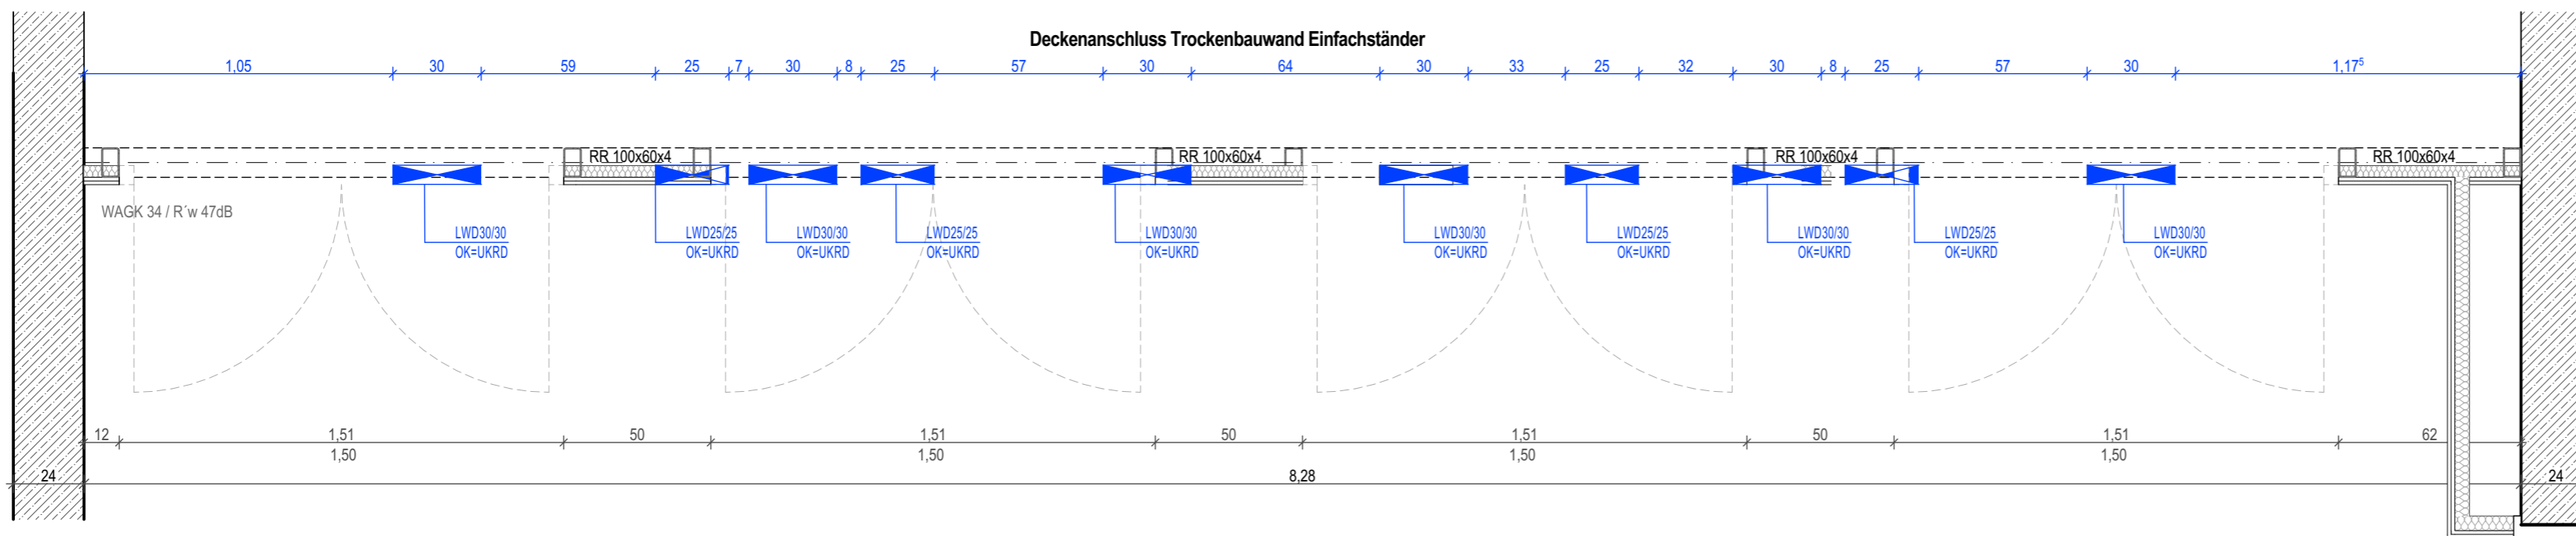 Deckenanschluss Trockenbauwand Einfachständer
1,05 30 59 25 7 30 8 25 57 30 64 30 33 25 32 30 8 25 57 30 1,17⁵
RR 100x60x4 RR 100x60x4 RR 100x60x4 RR 100x60x4
WAGK 34 / R´w 47dB
LWD30/30 LWD25/25 LWD30/30 LWD25/25 LWD30/30 LWD30/30 LWD25/25 LWD30/30 LWD25/25 LWD30/30
OK=UKRD OK=UKRD OK=UKRD OK=UKRD OK=UKRD OK=UKRD OK=UKRD OK=UKRD OK=UKRD OK=UKRD
12 1,51 50 1,51 50 1,51 50 1,51 62
1,50 1,50 1,50 1,50
24 8,28 24